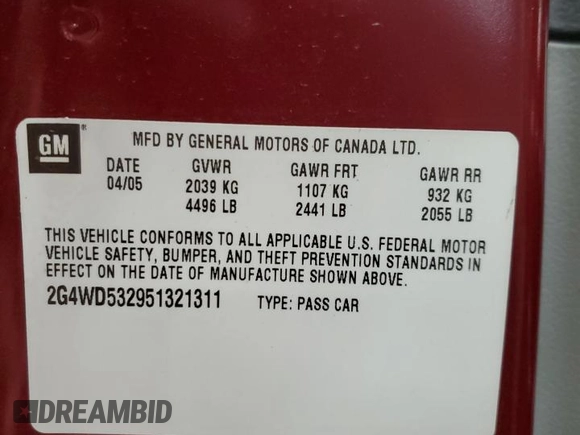 GM ®
MFD BY GENERAL MOTORS OF CANADA LTD.
DATE GVWR GAWR FRT GAWR RR
04/05 2039 KG 1107 KG 932 KG
4496 LB 2441 LB 2055 LB
THIS VEHICLE CONFORMS TO ALL APPLICABLE U.S. FEDERAL MOTOR
VEHICLE SAFETY, BUMPER, AND THEFT PREVENTION STANDARDS IN
EFFECT ON THE DATE OF MANUFACTURE SHOWN ABOVE.
2G4WD532951321311 TYPE: PASS CAR
DREAMBID